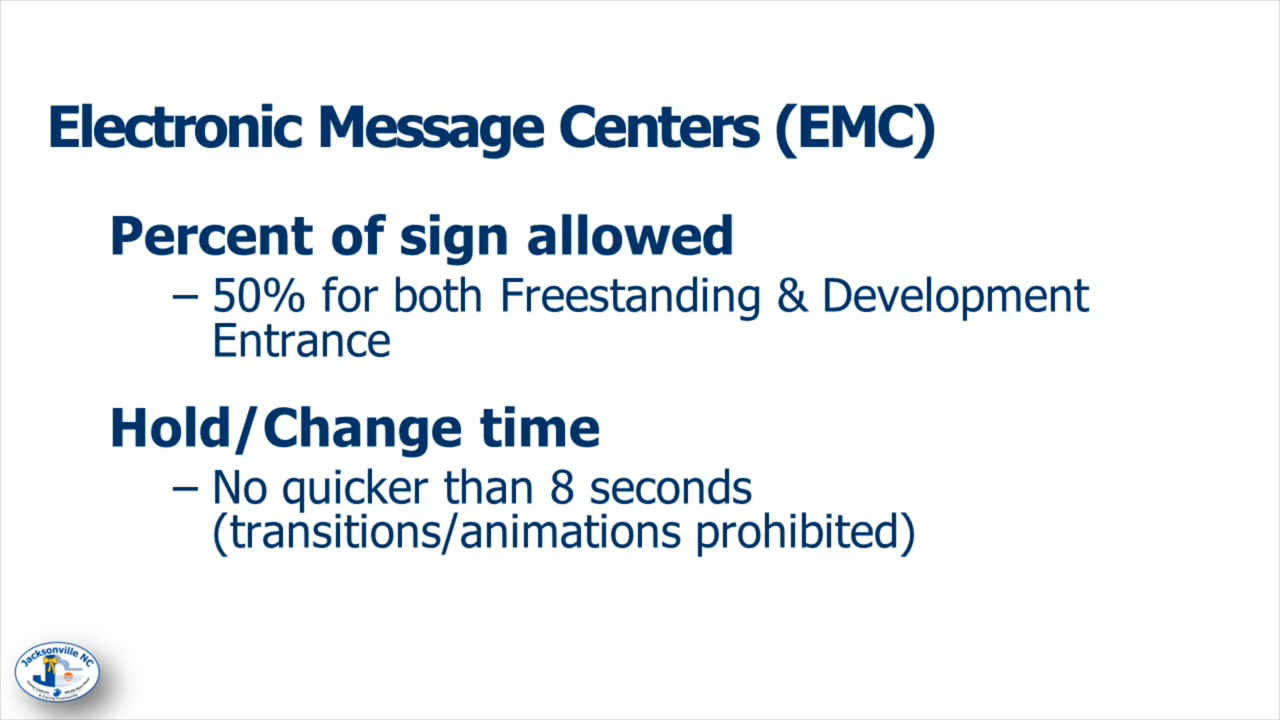 Electronic Message Centers (EMC)
Percent of sign allowed
– 50% for both Freestanding & Development
Entrance
Hold/Change time
– No quicker than 8 seconds
(transitions/animations prohibited)
Jacksonville NC